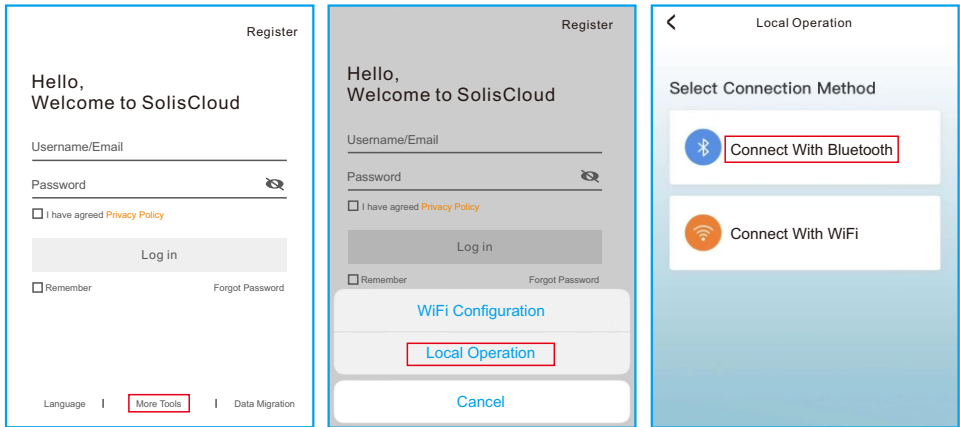 Register
Hello,
Welcome to SolisCloud
Username/Email
Password
I have agreed Privacy Policy
Log in
Remember Forgot Password
Language | More Tools | Data Migration
Register
Hello,
Welcome to SolisCloud
Username/Email
Password
I have agreed Privacy Policy
Log in
Remember Forgot Password
WiFi Configuration
Local Operation
Cancel
Local Operation
Select Connection Method
Connect With Bluetooth
Connect With WiFi